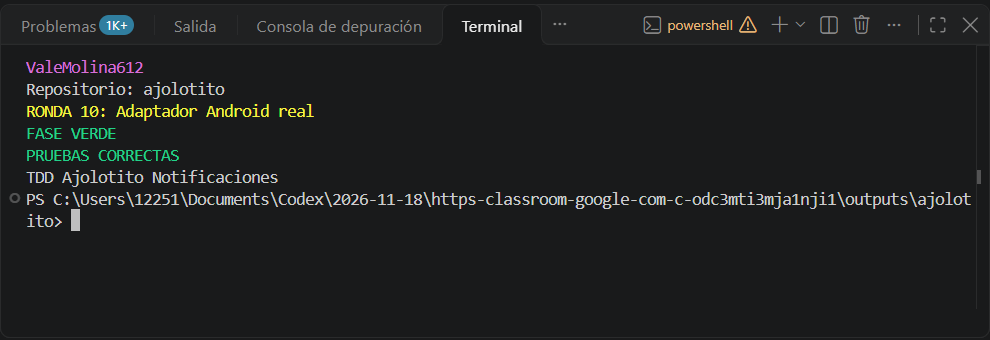 Problemas 1K+ Salida Consola de depuración Terminal ··· powershell ···
ValeMolina612
Repositorio: ajolotito
RONDA 10: Adaptador Android real
FASE VERDE
PRUEBAS CORRECTAS
TDD Ajolotito Notificaciones
PS C:\Users\12251\Documents\Codex\2026-11-18\https-classroom-google-com-c-odc3mti3mja1nji1\outputs\ajolot
ito>